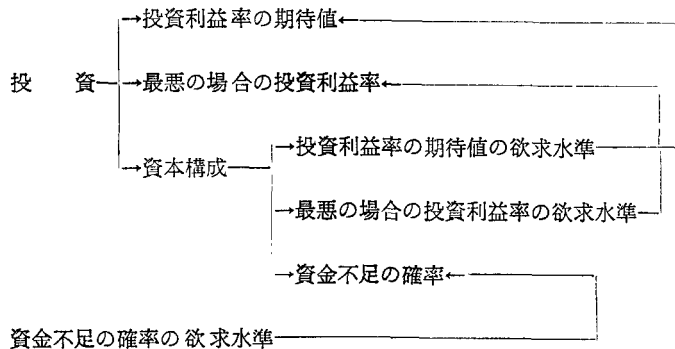 →投資利益率の期待値←
投　資→最悪の場合の投資利益率←
→資本構成
→投資利益率の期待値の欲求水準
→最悪の場合の投資利益率の欲求水準
→資金不足の確率←
資金不足の確率の欲求水準